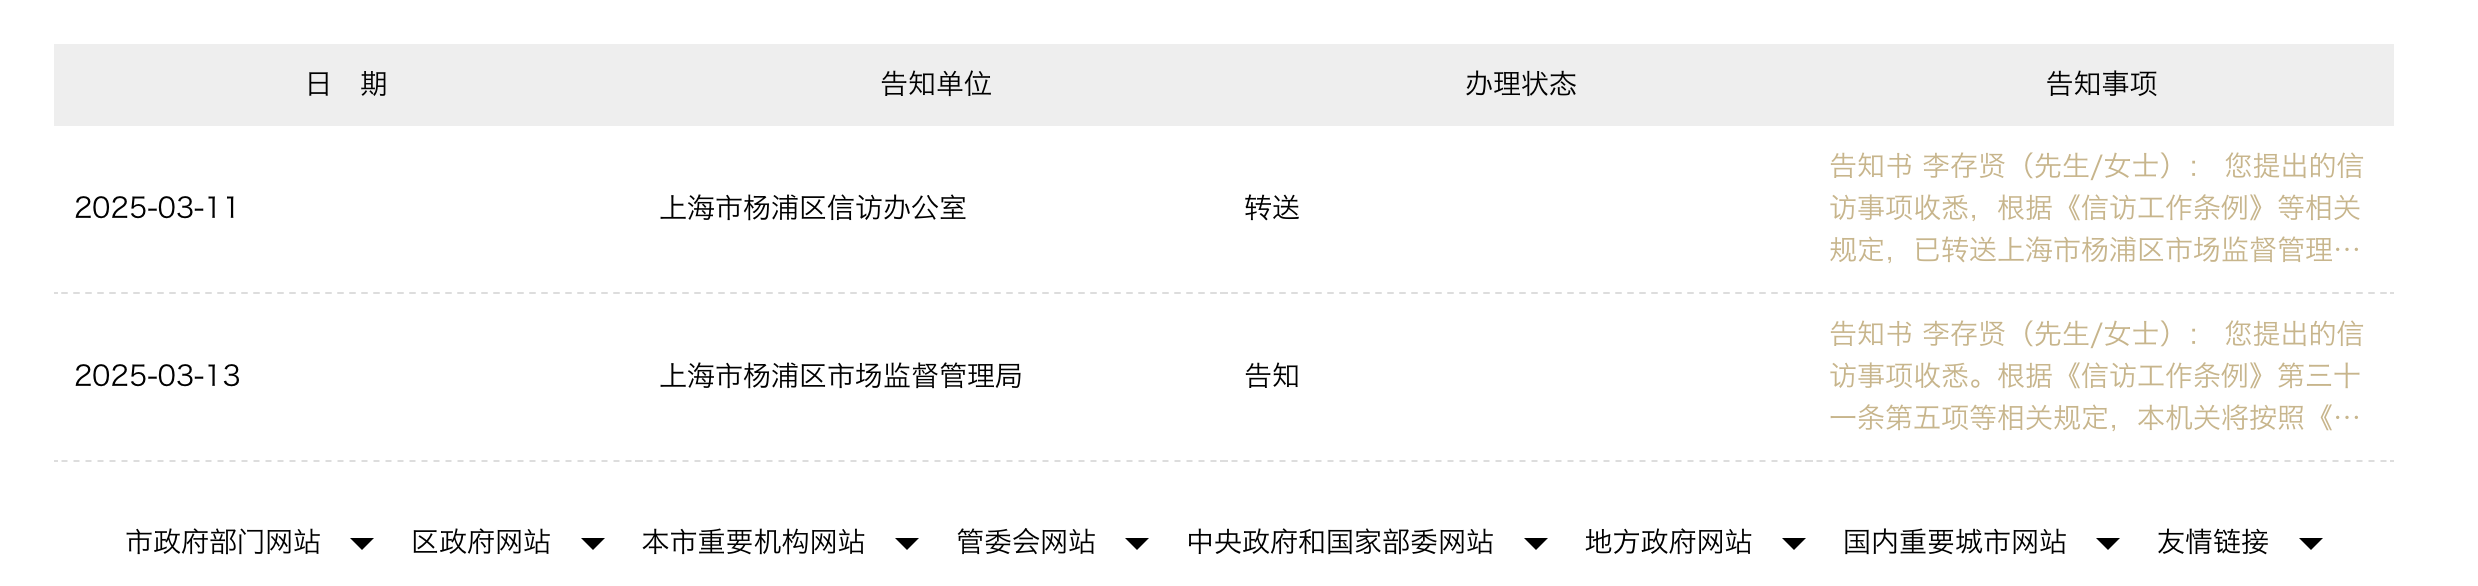 日 期 告知单位 办理状态 告知事项
2025-03-11 上海市杨浦区信访办公室 转送 告知书 李存贤（先生/女士）： 您提出的信
访事项收悉，根据《信访工作条例》等相关
规定，已转送上海市杨浦区市场监督管理…
2025-03-13 上海市杨浦区市场监督管理局 告知 告知书 李存贤（先生/女士）： 您提出的信
访事项收悉。根据《信访工作条例》第三十
一条第五项等相关规定，本机关将按照《…
市政府部门网站 区政府网站 本市重要机构网站 管委会网站 中央政府和国家部委网站 地方政府网站 国内重要城市网站 友情链接